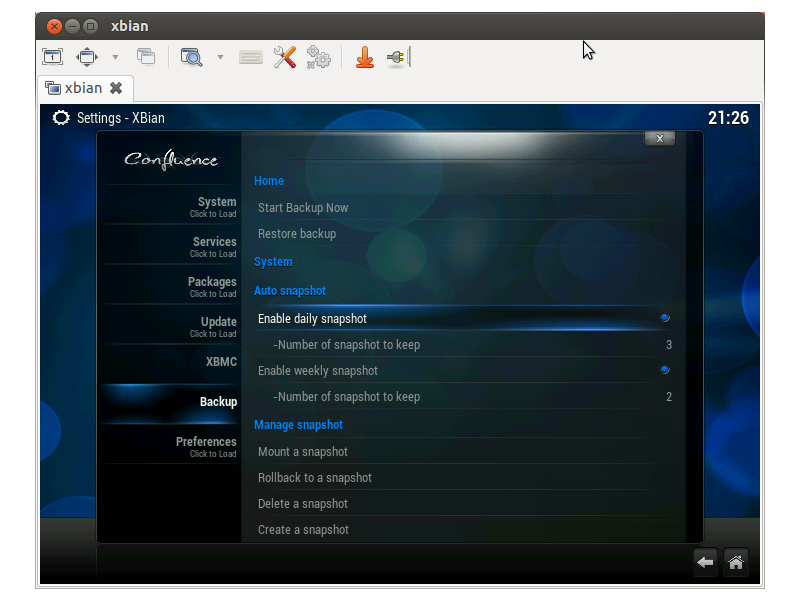 xbian
xbian
Settings - XBian
21:26
X
Confluence
System
Click to Load
Services
Click to Load
Packages
Click to Load
Update
Click to Load
XBMC
Backup
Preferences
Click to Load
Home
Start Backup Now
Restore backup
System
Auto snapshot
Enable daily snapshot
-Number of snapshot to keep 3
Enable weekly snapshot
-Number of snapshot to keep 2
Manage snapshot
Mount a snapshot
Rollback to a snapshot
Delete a snapshot
Create a snapshot